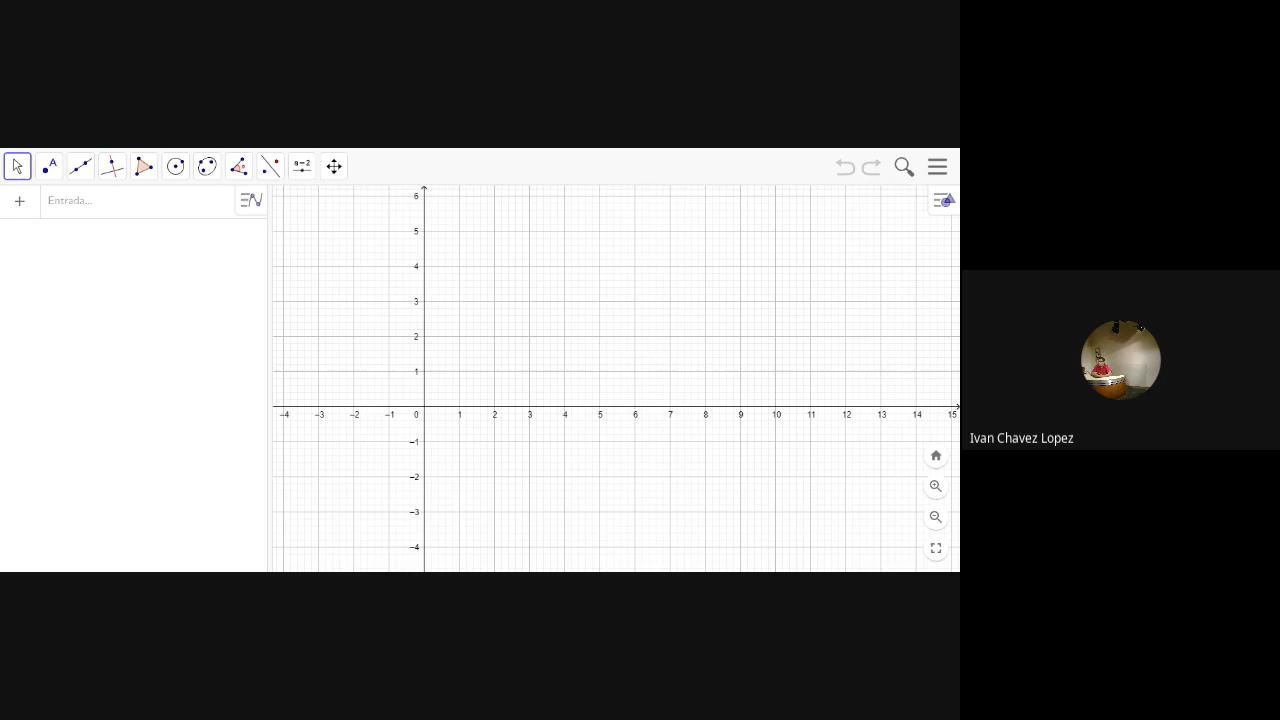 A
a=2
+ Entrada...
6
5
4
3
2
1
−4 −3 −2 −1 0 1 2 3 4 5 6 7 8 9 10 11 12 13 14 15
−1
−2
−3
−4
Ivan Chavez Lopez